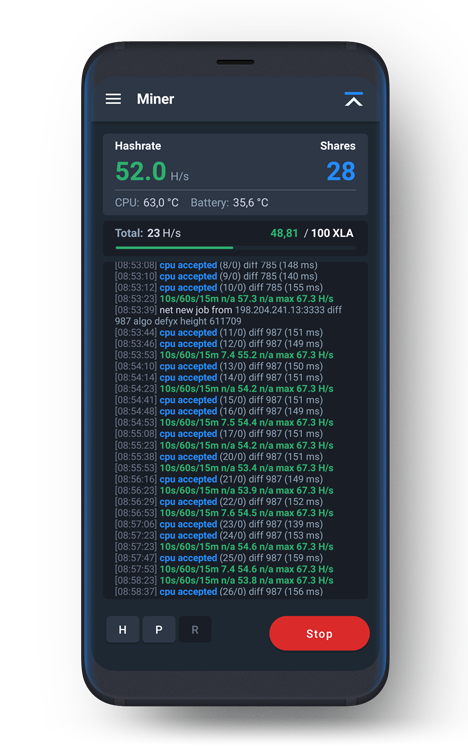 Miner
Hashrate Shares
52.0 H/s 28
CPU: 63,0 °C Battery: 35,6 °C
Total: 23 H/s 48,81 / 100 XLA
[08:53:08] cpu accepted (8/0) diff 785 (148 ms)
[08:53:10] cpu accepted (9/0) diff 785 (140 ms)
[08:53:12] cpu accepted (10/0) diff 785 (155 ms)
[08:53:23] 10s/60s/15m n/a 57.3 n/a max 67.3 H/s
[08:53:39] net new job from 198.204.241.13:3333 diff
987 algo defyx height 611709
[08:53:44] cpu accepted (11/0) diff 987 (151 ms)
[08:53:46] cpu accepted (12/0) diff 987 (149 ms)
[08:53:53] 10s/60s/15m 7.4 55.2 n/a max 67.3 H/s
[08:54:10] cpu accepted (13/0) diff 987 (150 ms)
[08:54:14] cpu accepted (14/0) diff 987 (151 ms)
[08:54:23] 10s/60s/15m n/a 54.2 n/a max 67.3 H/s
[08:54:41] cpu accepted (15/0) diff 987 (151 ms)
[08:54:48] cpu accepted (16/0) diff 987 (149 ms)
[08:54:53] 10s/60s/15m 7.5 54.4 n/a max 67.3 H/s
[08:55:08] cpu accepted (17/0) diff 987 (151 ms)
[08:55:23] 10s/60s/15m n/a 54.2 n/a max 67.3 H/s
[08:55:38] cpu accepted (20/0) diff 987 (151 ms)
[08:55:53] 10s/60s/15m n/a 53.4 n/a max 67.3 H/s
[08:56:16] cpu accepted (21/0) diff 987 (149 ms)
[08:56:23] 10s/60s/15m n/a 53.9 n/a max 67.3 H/s
[08:56:29] cpu accepted (22/0) diff 987 (152 ms)
[08:56:53] 10s/60s/15m 7.6 54.5 n/a max 67.3 H/s
[08:57:06] cpu accepted (23/0) diff 987 (139 ms)
[08:57:23] cpu accepted (24/0) diff 987 (153 ms)
[08:57:23] 10s/60s/15m n/a 54.6 n/a max 67.3 H/s
[08:57:47] cpu accepted (25/0) diff 987 (159 ms)
[08:57:53] 10s/60s/15m 7.4 54.6 n/a max 67.3 H/s
[08:58:23] 10s/60s/15m n/a 53.8 n/a max 67.3 H/s
[08:58:37] cpu accepted (26/0) diff 987 (156 ms)
H P R Stop